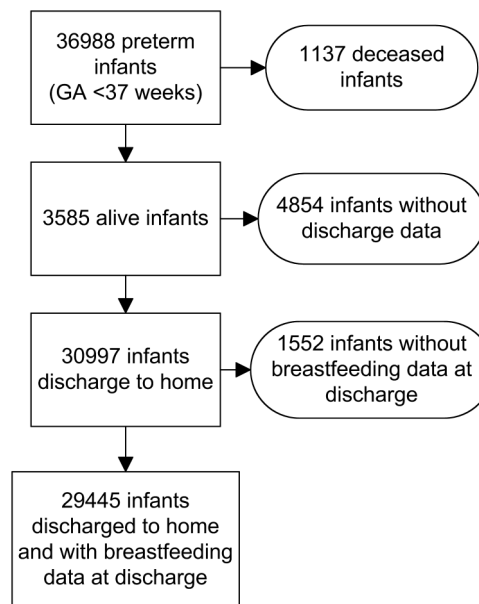 36988 preterm
infants
(GA <37 weeks)
1137 deceased
infants
3585 alive infants
4854 infants without
discharge data
30997 infants
discharge to home
1552 infants without
breastfeeding data at
discharge
29445 infants
discharged to home
and with breastfeeding
data at discharge